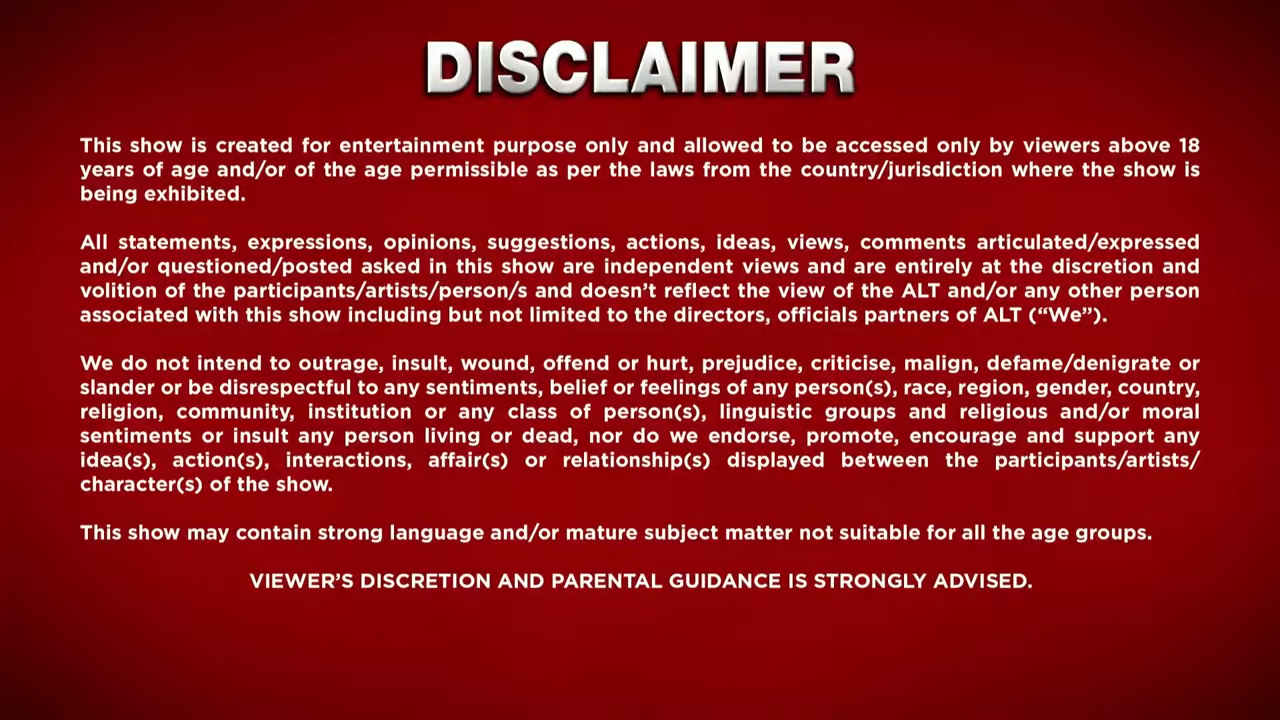 DISCLAIMER
This show is created for entertainment purpose only and allowed to be accessed only by viewers above 18
years of age and/or of the age permissible as per the laws from the country/jurisdiction where the show is
being exhibited.
All statements, expressions, opinions, suggestions, actions, ideas, views, comments articulated/expressed
and/or questioned/posted asked in this show are independent views and are entirely at the discretion and
volition of the participants/artists/person/s and doesn’t reflect the view of the ALT and/or any other person
associated with this show including but not limited to the directors, officials partners of ALT (“We”).
We do not intend to outrage, insult, wound, offend or hurt, prejudice, criticise, malign, defame/denigrate or
slander or be disrespectful to any sentiments, belief or feelings of any person(s), race, region, gender, country,
religion, community, institution or any class of person(s), linguistic groups and religious and/or moral
sentiments or insult any person living or dead, nor do we endorse, promote, encourage and support any
idea(s), action(s), interactions, affair(s) or relationship(s) displayed between the participants/artists/
character(s) of the show.
This show may contain strong language and/or mature subject matter not suitable for all the age groups.
VIEWER’S DISCRETION AND PARENTAL GUIDANCE IS STRONGLY ADVISED.